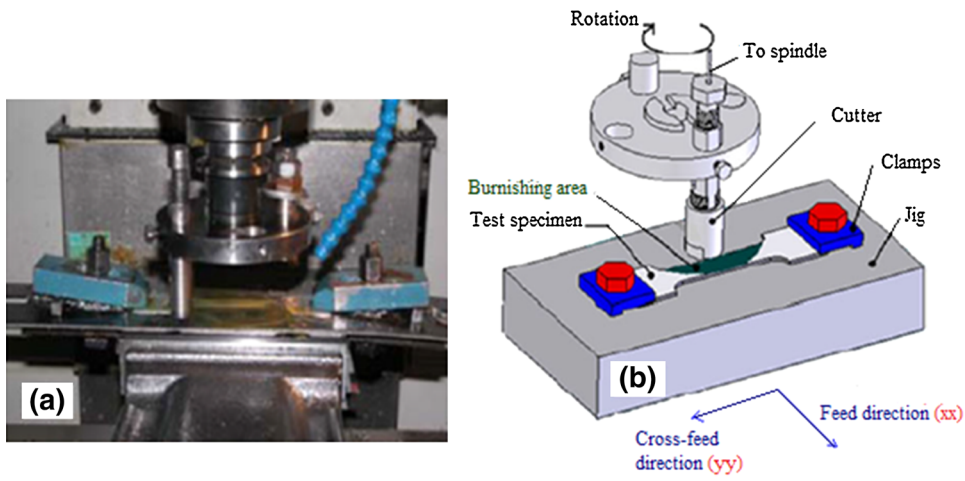 Rotation
To spindle
Cutter
Clamps
Burnishing area
Test specimen
Jig
(a)
(b)
Feed direction (xx)
Cross-feed
direction (yy)